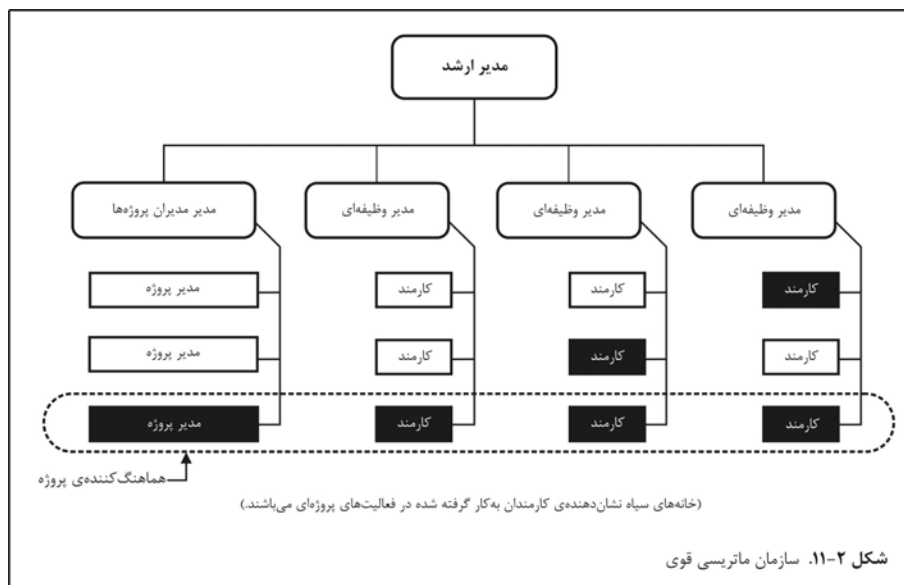 مدیر ارشد
مدیر وظیفه‌ای
مدیر وظیفه‌ای
مدیر وظیفه‌ای
مدیر مدیران پروژه‌ها
کارمند
کارمند
کارمند
مدیر پروژه
کارمند
کارمند
کارمند
مدیر پروژه
کارمند
کارمند
کارمند
مدیر پروژه
هماهنگ‌کننده‌ی پروژه
(خانه‌های سیاه نشان‌دهنده‌ی کارمندان به‌کار گرفته شده در فعالیت‌های پروژه‌ای می‌باشند.)
شکل ۲-۱۱. سازمان ماتریسی قوی